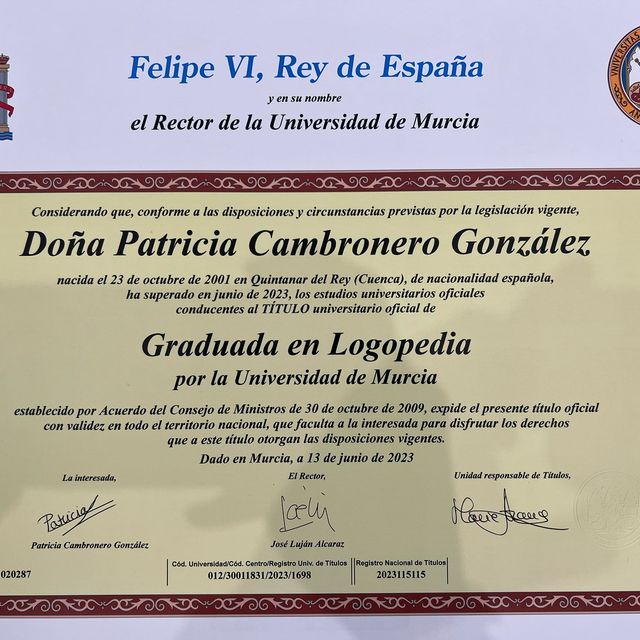 Felipe VI, Rey de España
y en su nombre
el Rector de la Universidad de Murcia
Considerando que, conforme a las disposiciones y circunstancias previstas por la legislación vigente,
Doña Patricia Cambronero González
nacida el 23 de octubre de 2001 en Quintanar del Rey (Cuenca), de nacionalidad española,
ha superado en junio de 2023, los estudios universitarios oficiales
conducentes al TÍTULO universitario oficial de
Graduada en Logopedia
por la Universidad de Murcia
establecido por Acuerdo del Consejo de Ministros de 30 de octubre de 2009, expide el presente título oficial
con validez en todo el territorio nacional, que faculta a la interesada para disfrutar los derechos
que a este título otorgan las disposiciones vigentes.
Dado en Murcia, a 13 de junio de 2023
La interesada, El Rector, Unidad responsable de Títulos,
Patricia
Patricia Cambronero González José Luján Alcaraz
020287 Cód. Universidad/Cód. Centro/Registro Univ. de Títulos Registro Nacional de Títulos
012/30011831/2023/1698 2023115115
UNIVERSITAS